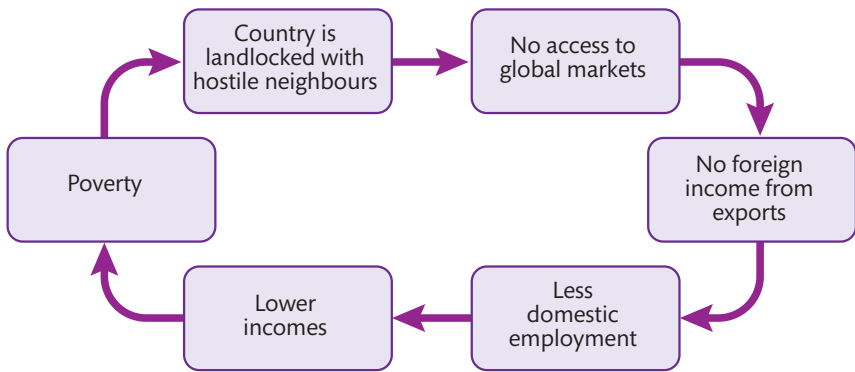 Country is
landlocked with
hostile neighbours
No access to
global markets
No foreign
income from
exports
Less
domestic
employment
Lower
incomes
Poverty